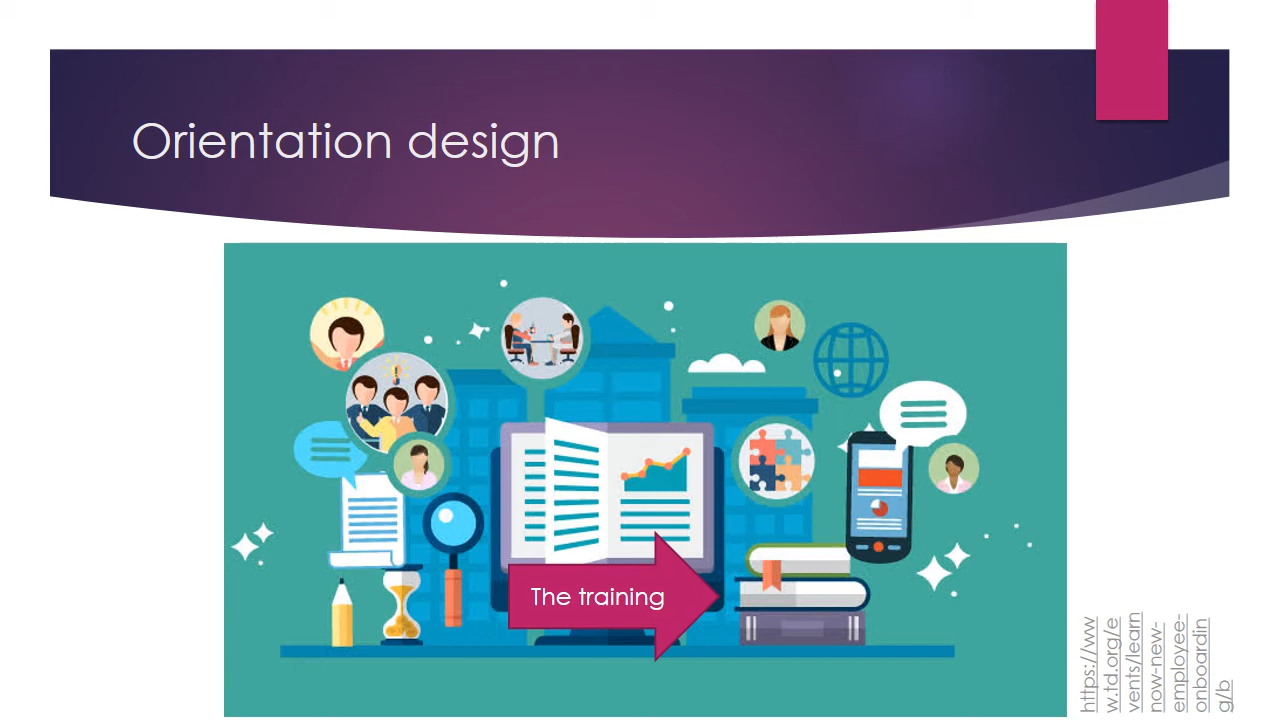 Orientation design
The training
https://ww
w.td.org/e
vents/learn
now-new-
employee-
onboardin
g/b